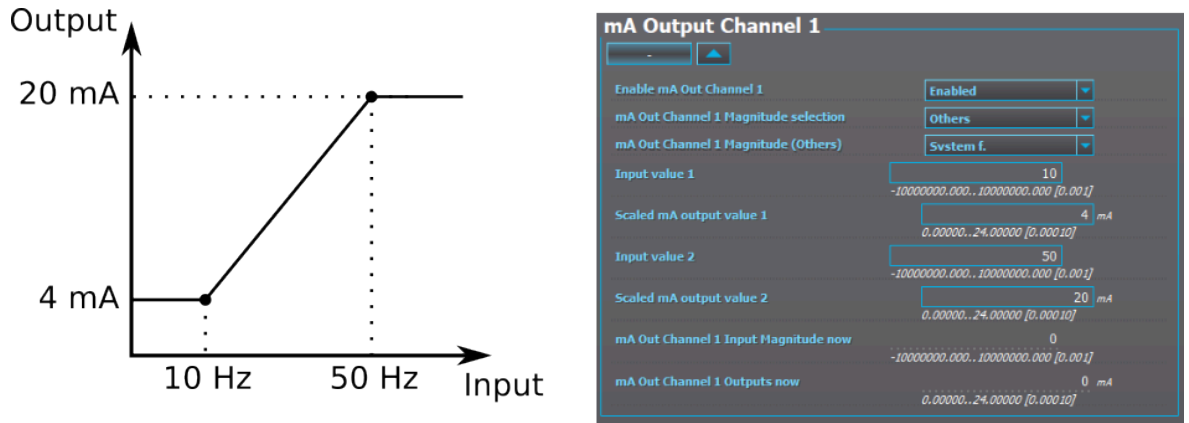 Output
20 mA
4 mA
10 Hz 50 Hz Input
mA Output Channel 1
-
Enable mA Out Channel 1 Enabled
mA Out Channel 1 Magnitude selection Others
mA Out Channel 1 Magnitude (Others) System f.
Input value 1 10
-10000000.000..10000000.000 [0.001]
Scaled mA output value 1 4 mA
0.00000..24.00000 [0.00010]
Input value 2 50
-10000000.000..10000000.000 [0.001]
Scaled mA output value 2 20 mA
0.00000..24.00000 [0.00010]
mA Out Channel 1 Input Magnitude now 0
-10000000.000..10000000.000 [0.001]
mA Out Channel 1 Outputs now 0 mA
0.00000..24.00000 [0.00010]